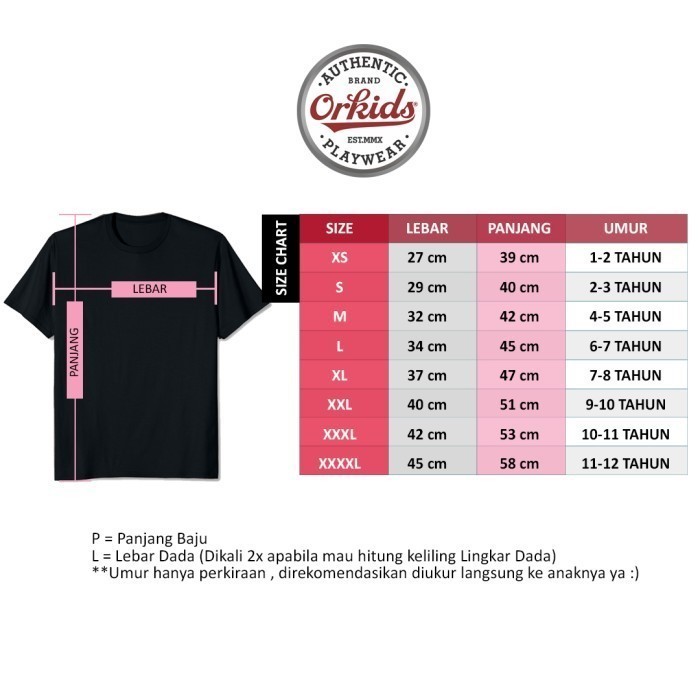 AUTHENTIC
BRAND
Orkids
EST.MMX
PLAYWEAR
LEBAR
PANJANG
SIZE CHART
SIZE LEBAR PANJANG UMUR
XS 27 cm 39 cm 1-2 TAHUN
S 29 cm 40 cm 2-3 TAHUN
M 32 cm 42 cm 4-5 TAHUN
L 34 cm 45 cm 6-7 TAHUN
XL 37 cm 47 cm 7-8 TAHUN
XXL 40 cm 51 cm 9-10 TAHUN
XXXL 42 cm 53 cm 10-11 TAHUN
XXXXL 45 cm 58 cm 11-12 TAHUN
P = Panjang Baju
L = Lebar Dada (Dikali 2x apabila mau hitung keliling Lingkar Dada)
**Umur hanya perkiraan , direkomendasikan diukur langsung ke anaknya ya :)